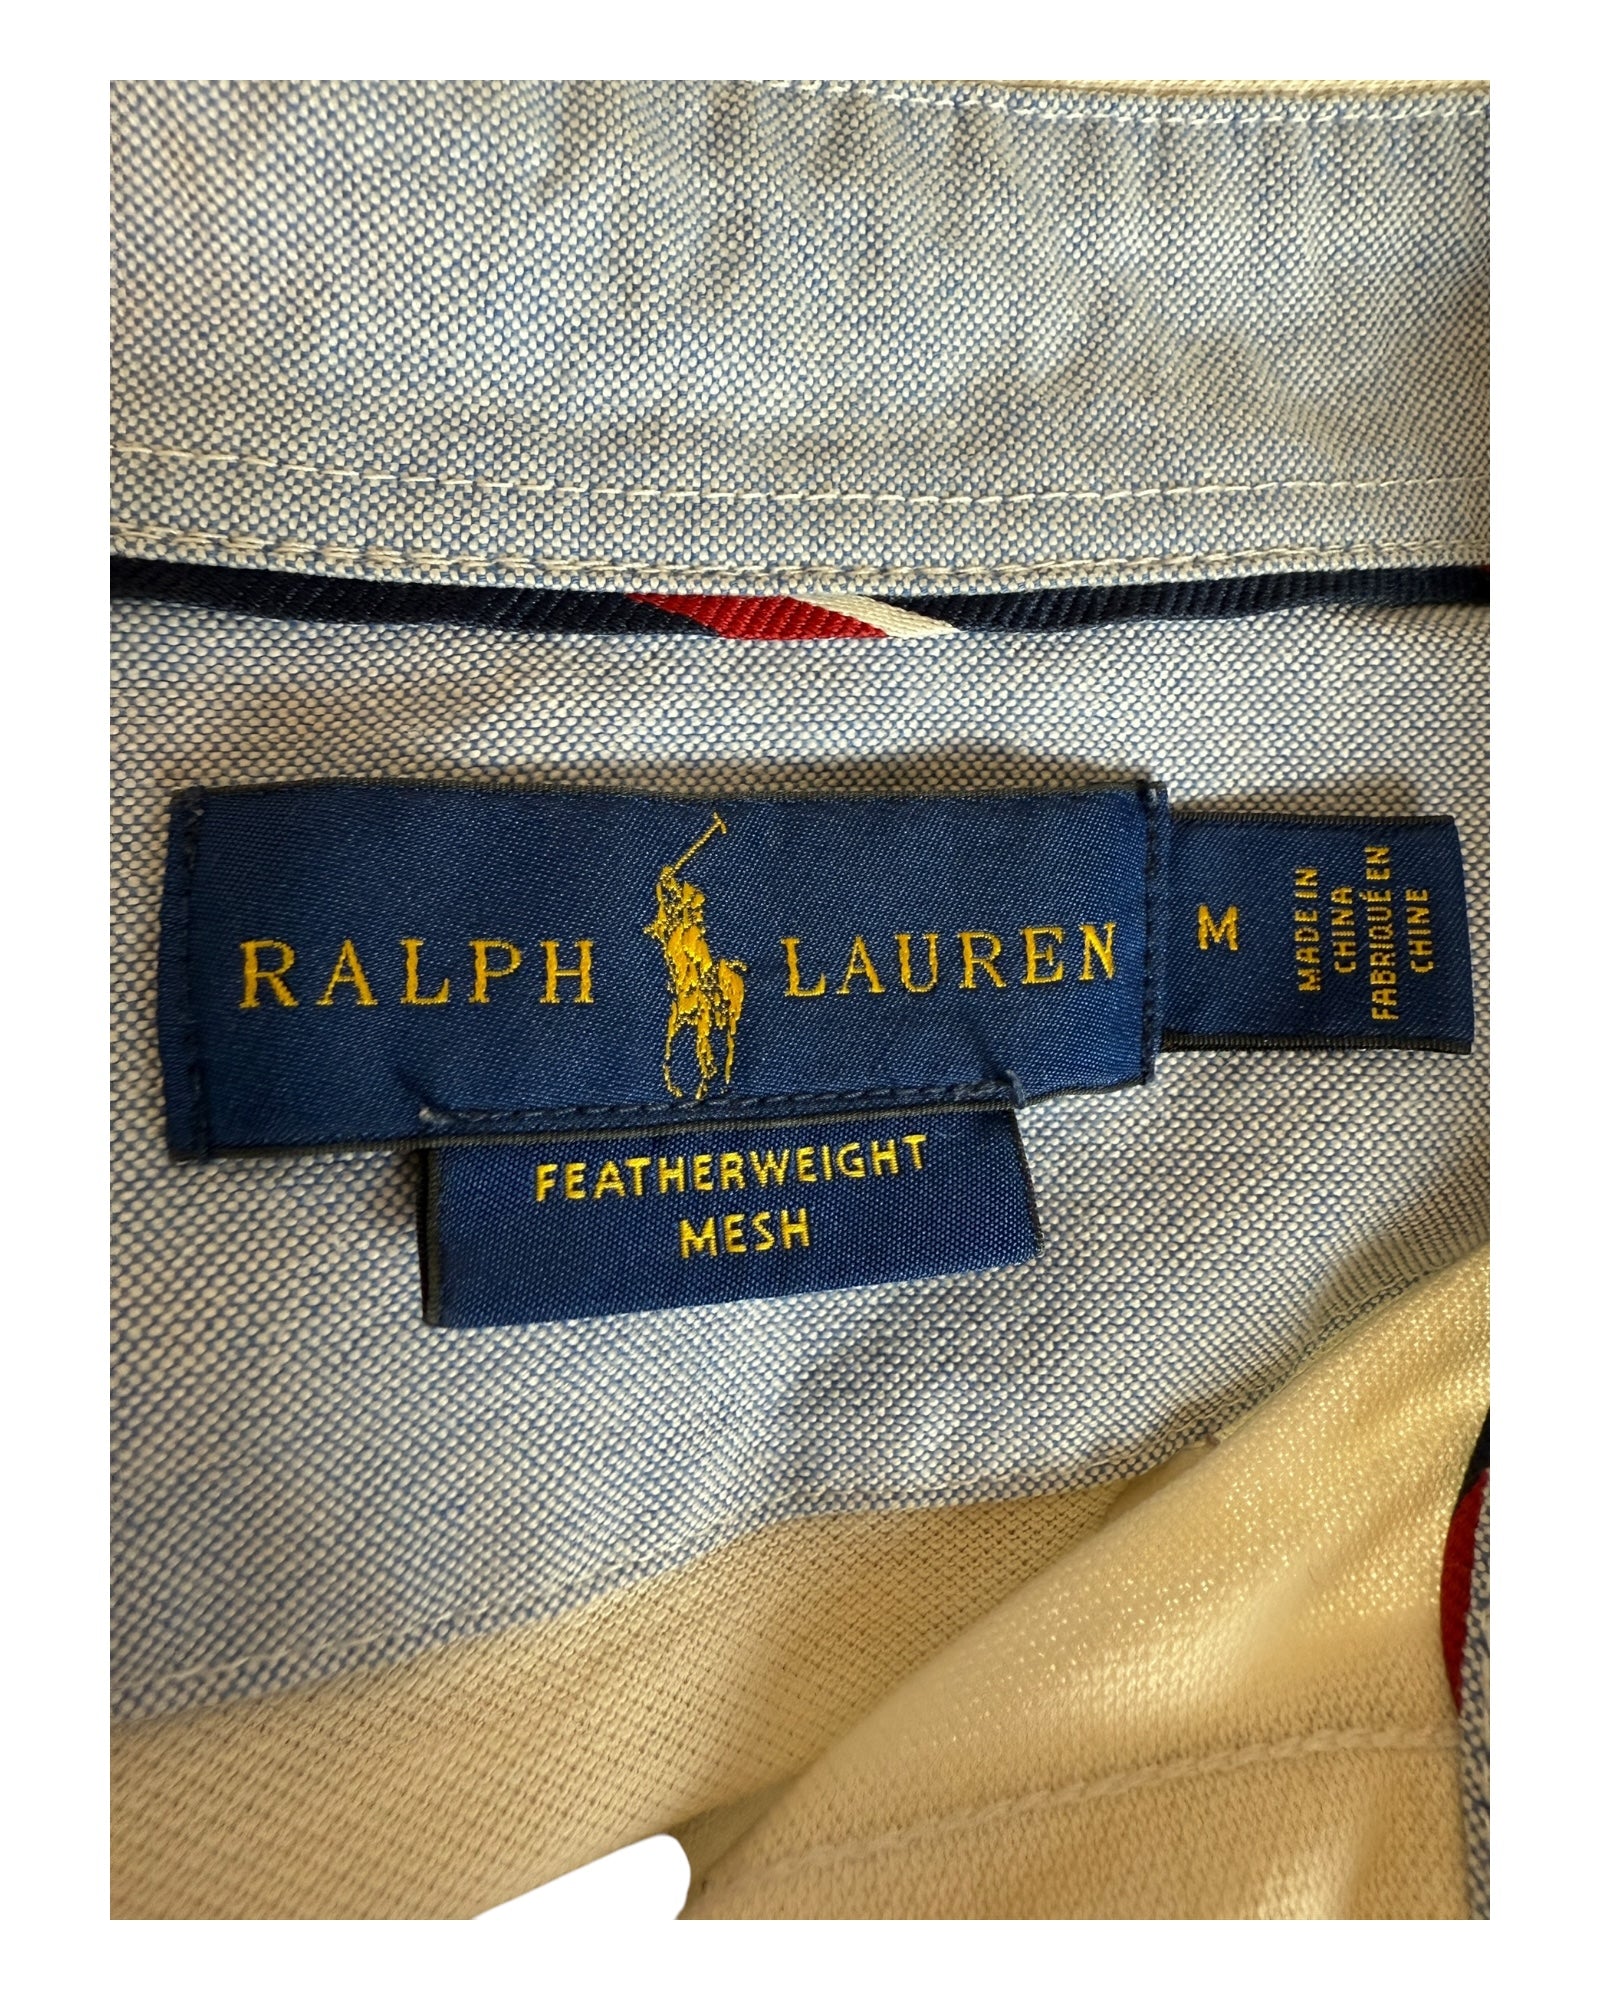 RALPH LAUREN
M
MADE IN
CHINA
FABRIQUÉ EN
CHINE
FEATHERWEIGHT
MESH